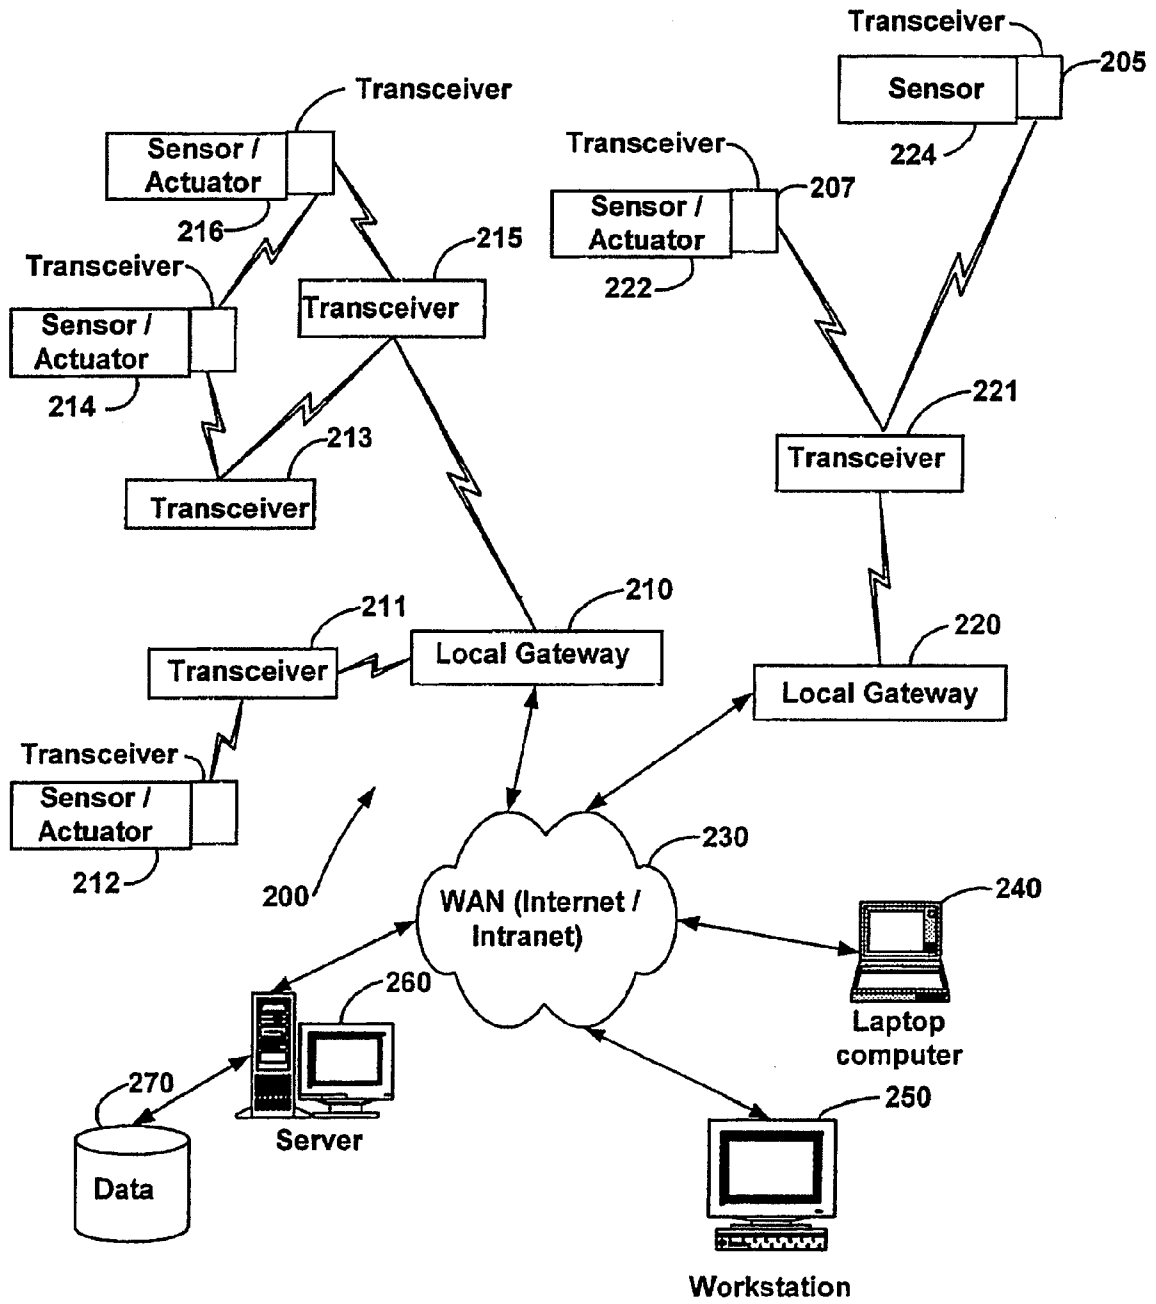 Transceiver
205
Sensor
224
Transceiver
Sensor /
Actuator
216
Transceiver
207
Sensor /
Actuator
222
215
Transceiver
Transceiver
Sensor /
Actuator
214
221
Transceiver
213
Transceiver
210
Local Gateway
220
Local Gateway
211
Transceiver
Transceiver
Sensor /
Actuator
212
200
230
WAN (Internet /
Intranet)
240
Laptop
computer
260
Server
270
Data
250
Workstation